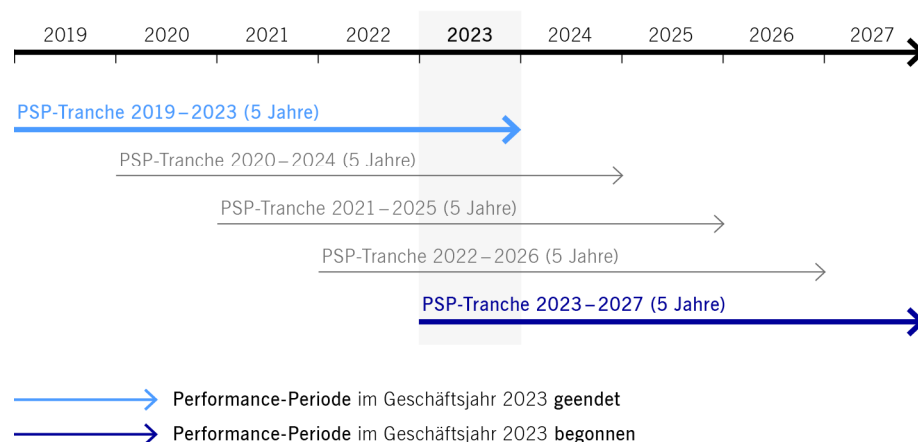 2019 2020 2021 2022 2023 2024 2025 2026 2027
PSP-Tranche 2019–2023 (5 Jahre)
PSP-Tranche 2020–2024 (5 Jahre)
PSP-Tranche 2021–2025 (5 Jahre)
PSP-Tranche 2022–2026 (5 Jahre)
PSP-Tranche 2023–2027 (5 Jahre)
Performance-Periode im Geschäftsjahr 2023 geendet
Performance-Periode im Geschäftsjahr 2023 begonnen